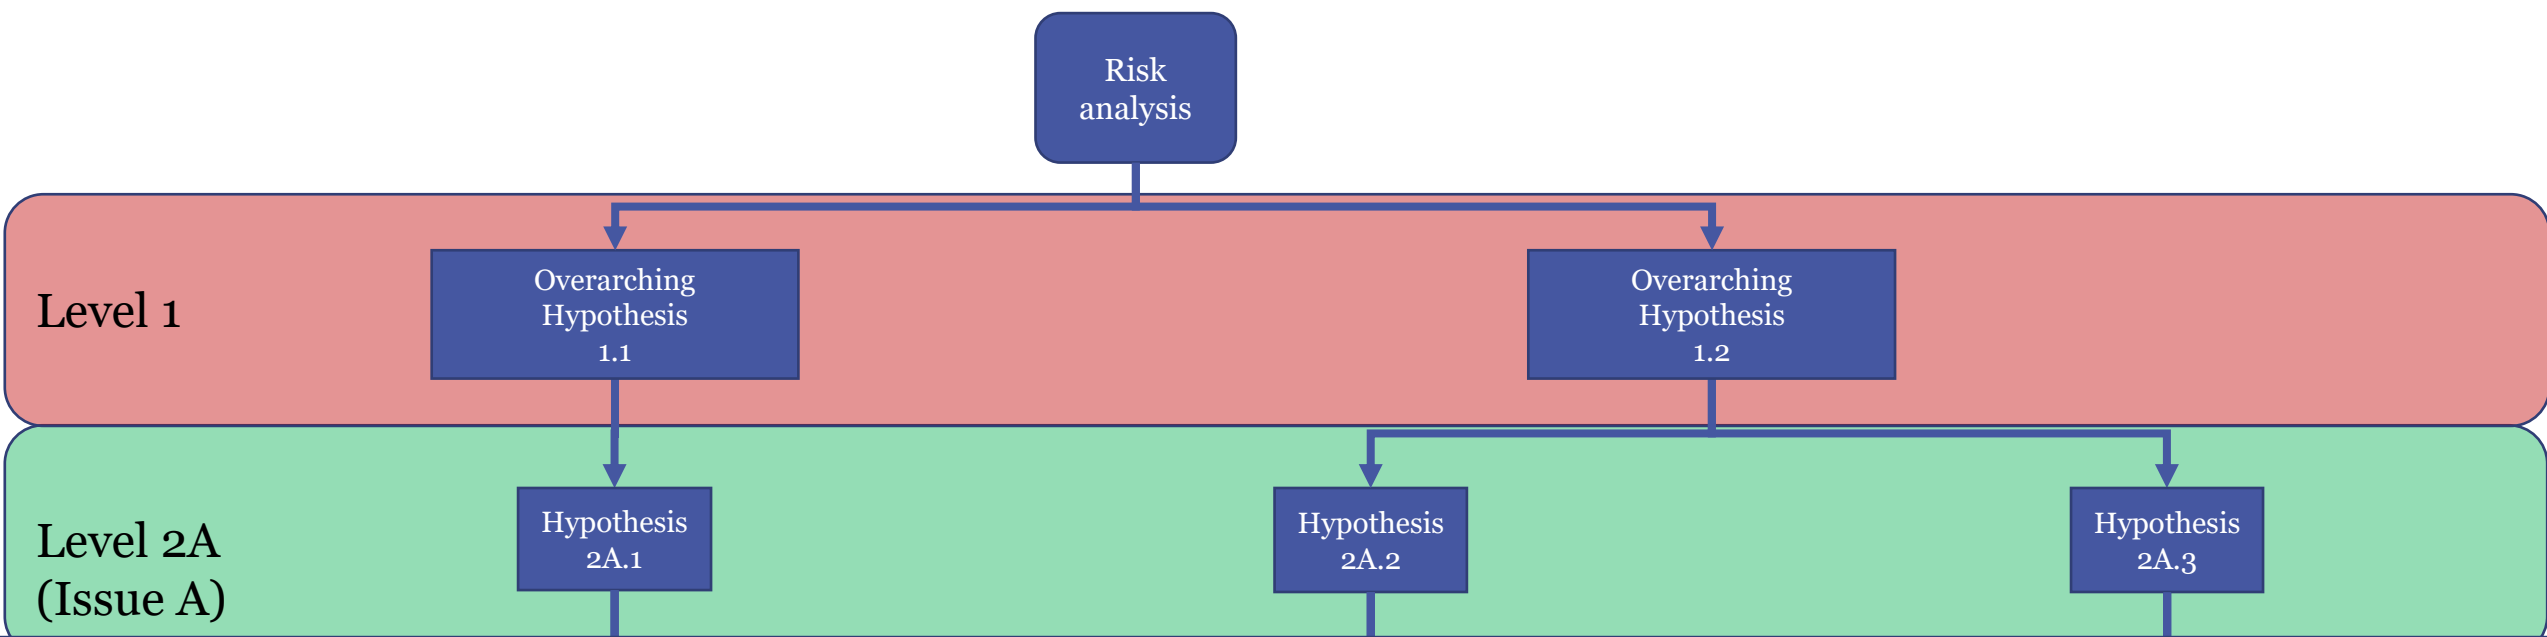 Risk
analysis
Level 1
Overarching
Hypothesis
1.1
Overarching
Hypothesis
1.2
Level 2A
(Issue A)
Hypothesis
2A.1
Hypothesis
2A.2
Hypothesis
2A.3